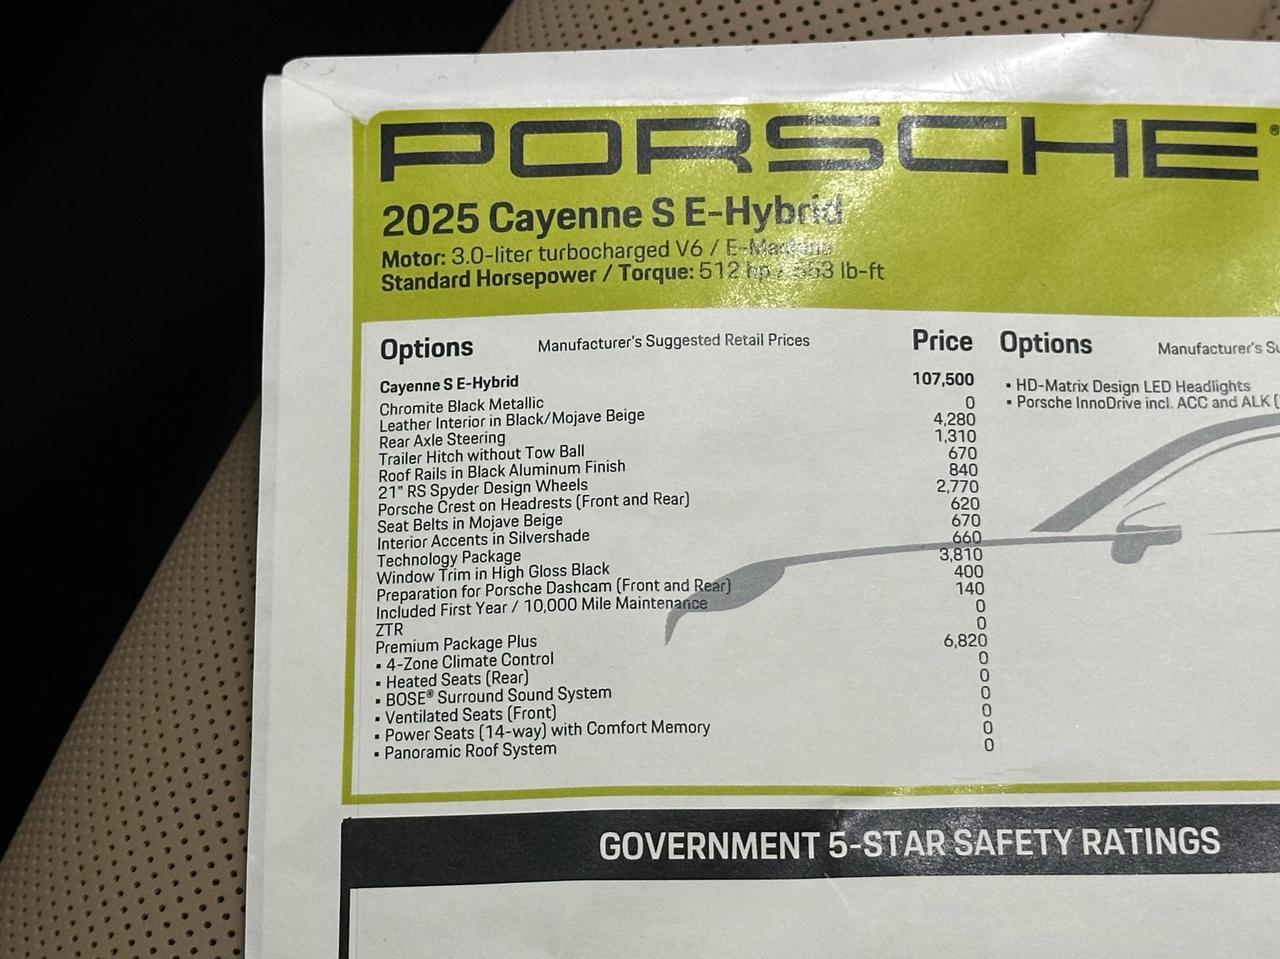 PORSCHE®
2025 Cayenne S E-Hybrid
Motor: 3.0-liter turbocharged V6 / E-Machine
Standard Horsepower / Torque: 512 hp / 553 lb-ft
Options Manufacturer's Suggested Retail Prices Price
Cayenne S E-Hybrid 107,500
Chromite Black Metallic 0
Leather Interior in Black/Mojave Beige 4,280
Rear Axle Steering 1,310
Trailer Hitch without Tow Ball 670
Roof Rails in Black Aluminum Finish 840
21" RS Spyder Design Wheels 2,770
Porsche Crest on Headrests (Front and Rear) 620
Seat Belts in Mojave Beige 670
Interior Accents in Silvershade 660
Technology Package 3,810
Window Trim in High Gloss Black 400
Preparation for Porsche Dashcam (Front and Rear) 140
Included First Year / 10,000 Mile Maintenance 0
ZTR 0
Premium Package Plus 6,820
▪ 4-Zone Climate Control 0
▪ Heated Seats (Rear) 0
▪ BOSE® Surround Sound System 0
▪ Ventilated Seats (Front) 0
▪ Power Seats (14-way) with Comfort Memory 0
▪ Panoramic Roof System 0
Options Manufacturer's
▪ HD-Matrix Design LED Headlights
▪ Porsche InnoDrive incl. ACC and ALK (
GOVERNMENT 5-STAR SAFETY RATINGS